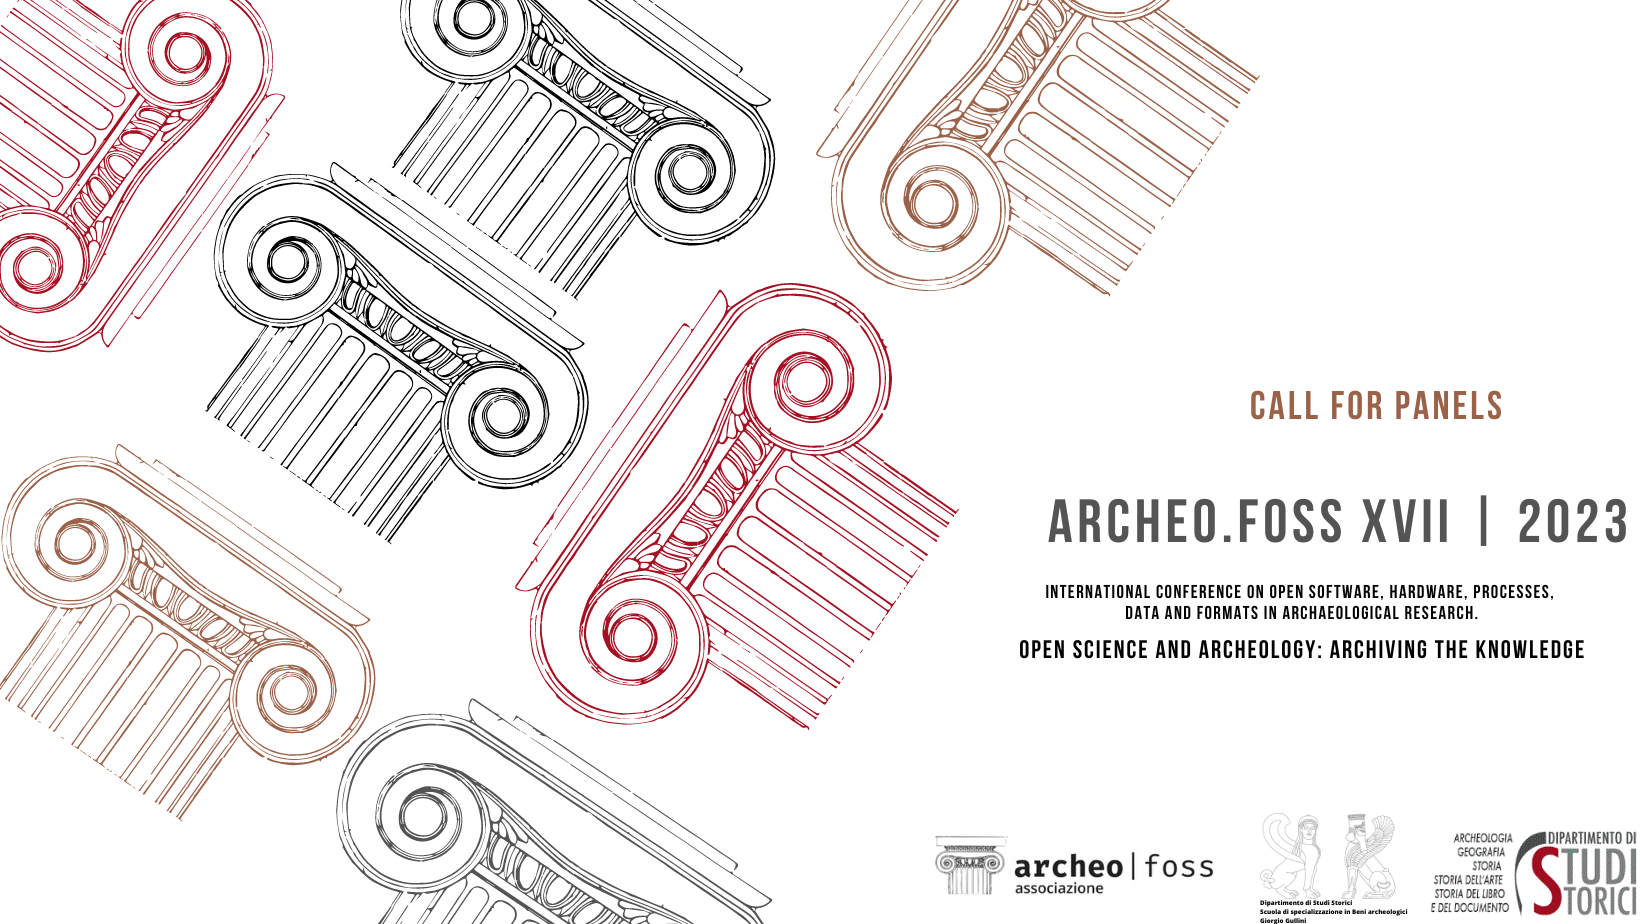 CALL FOR PANELS
ARCHEO.FOSS XVII | 2023
INTERNATIONAL CONFERENCE ON OPEN SOFTWARE, HARDWARE, PROCESSES,
DATA AND FORMATS IN ARCHAEOLOGICAL RESEARCH.
OPEN SCIENCE AND ARCHEOLOGY: ARCHIVING THE KNOWLEDGE
archeo|foss
associazione
Dipartimento di Studi Storici
Scuola di specializzazione in Beni archeologici
Giorgio Gullini
ARCHEOLOGIA
GEOGRAFIA
STORIA
STORIA DELL'ARTE
STORIA DEL LIBRO
E DEL DOCUMENTO
DIPARTIMENTO DI
STUDI
STORICI